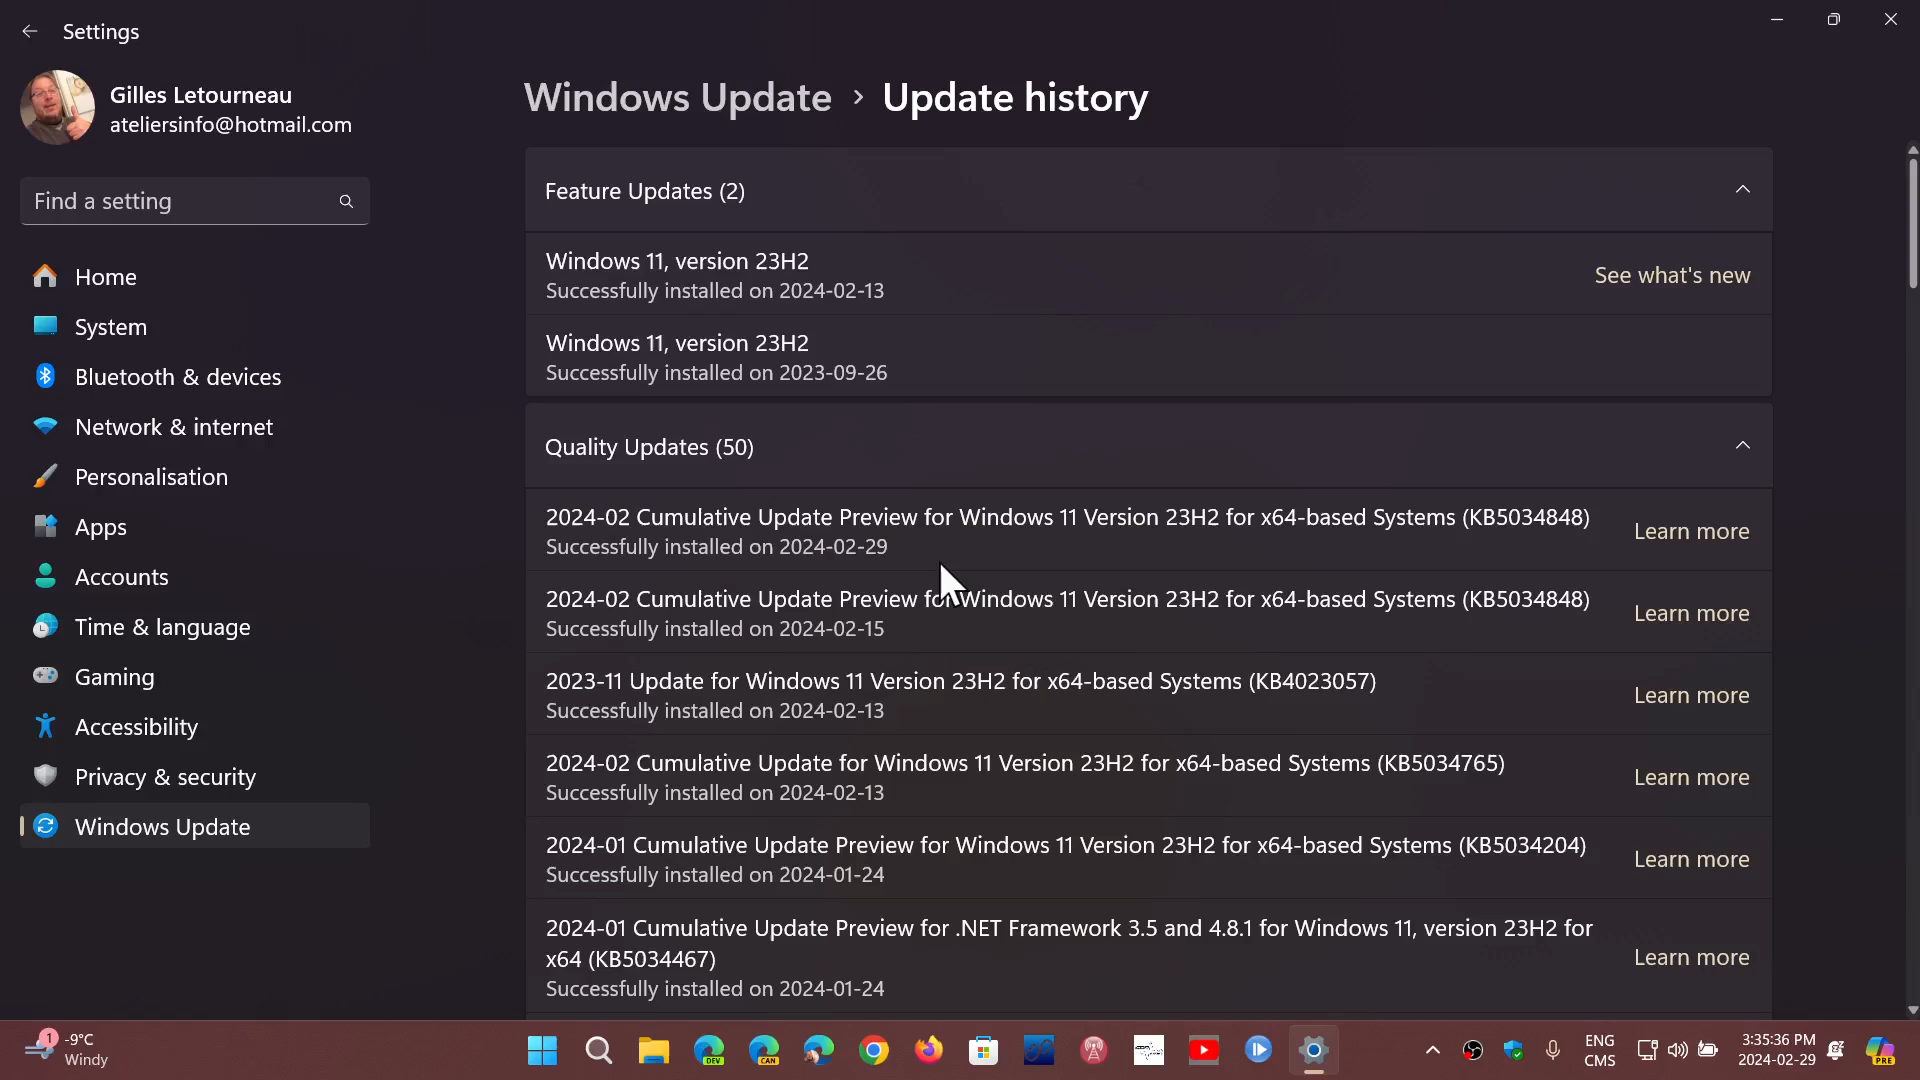 Settings
Gilles Letourneau
ateliersinfo@hotmail.com
Find a setting
Home
System
Bluetooth & devices
Network & internet
Personalisation
Apps
Accounts
Time & language
Gaming
Accessibility
Privacy & security
Windows Update
Windows Update > Update history
Feature Updates (2)
Windows 11, version 23H2
Successfully installed on 2024-02-13
See what's new
Windows 11, version 23H2
Successfully installed on 2023-09-26
Quality Updates (50)
2024-02 Cumulative Update Preview for Windows 11 Version 23H2 for x64-based Systems (KB5034848)
Successfully installed on 2024-02-29
Learn more
2024-02 Cumulative Update Preview for Windows 11 Version 23H2 for x64-based Systems (KB5034848)
Successfully installed on 2024-02-15
Learn more
2023-11 Update for Windows 11 Version 23H2 for x64-based Systems (KB4023057)
Successfully installed on 2024-02-13
Learn more
2024-02 Cumulative Update for Windows 11 Version 23H2 for x64-based Systems (KB5034765)
Successfully installed on 2024-02-13
Learn more
2024-01 Cumulative Update Preview for Windows 11 Version 23H2 for x64-based Systems (KB5034204)
Successfully installed on 2024-01-24
Learn more
2024-01 Cumulative Update Preview for .NET Framework 3.5 and 4.8.1 for Windows 11, version 23H2 for
x64 (KB5034467)
Successfully installed on 2024-01-24
Learn more
1
-9°C
Windy
DEV
CAN
ENG
CMS
3:35:36 PM
2024-02-29
PRE